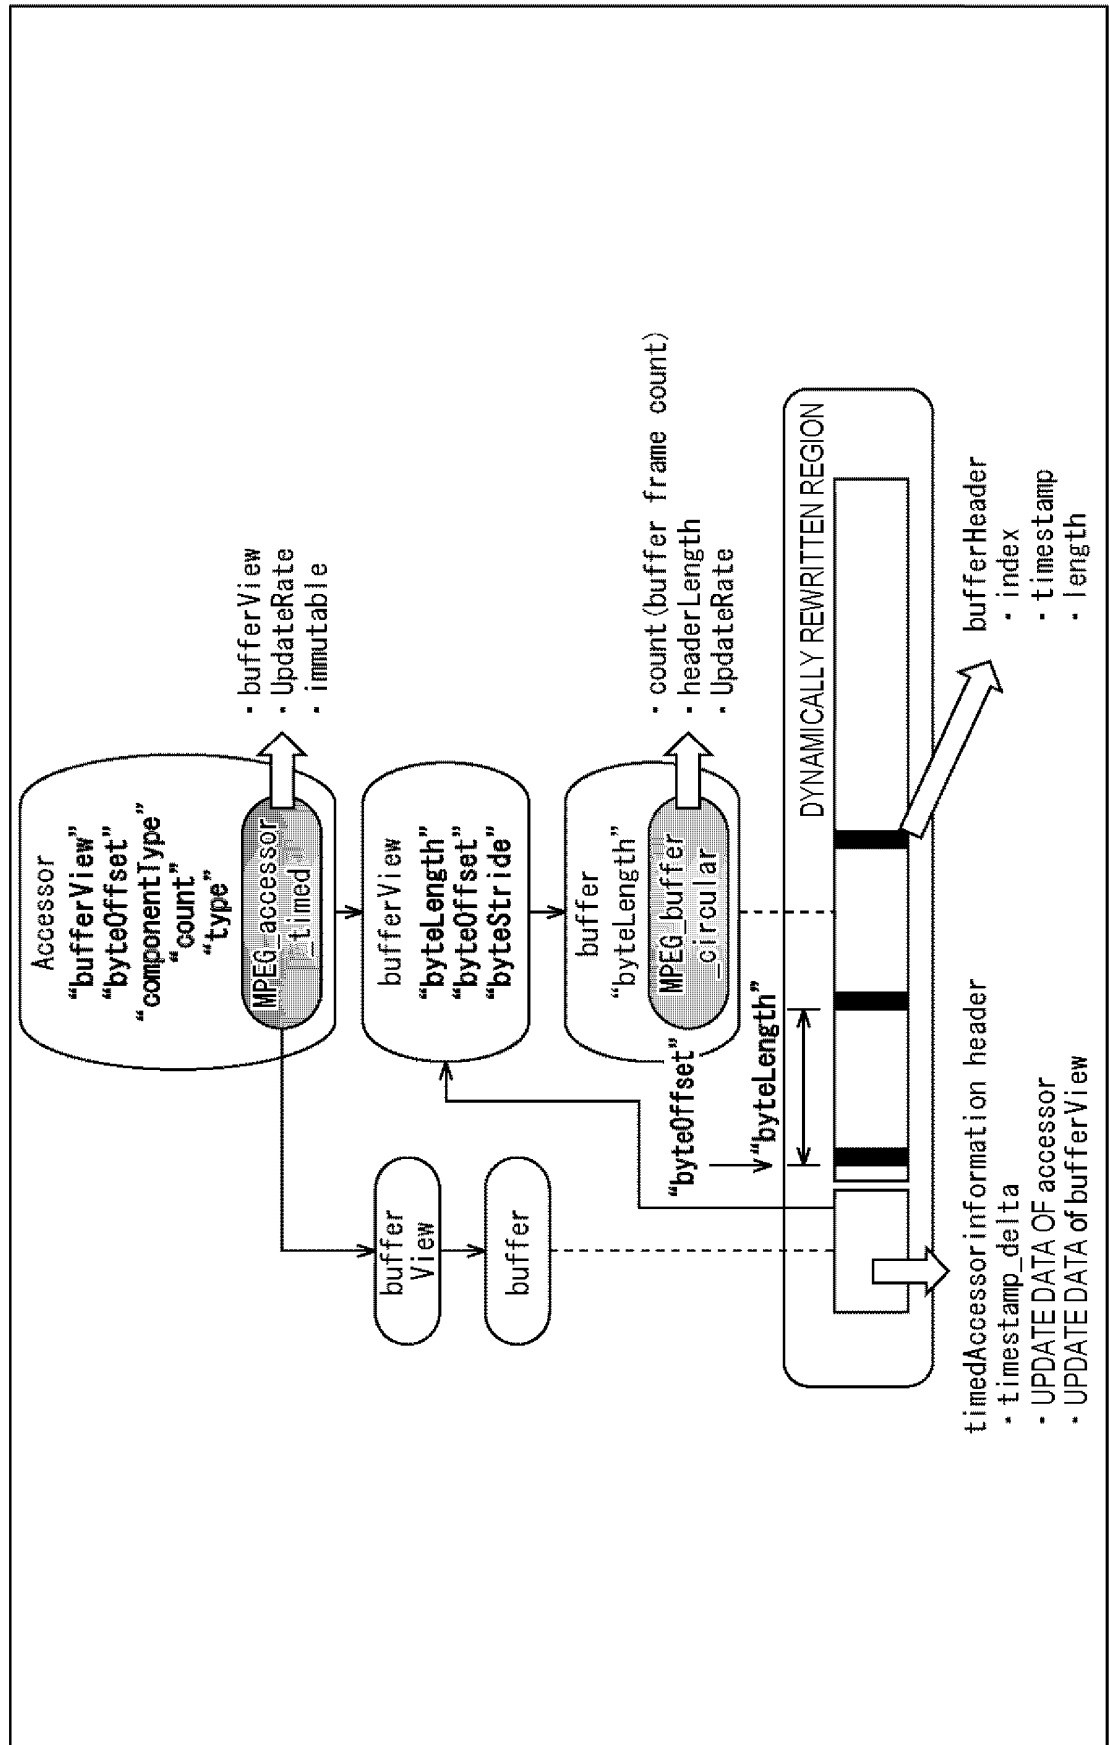 Accessor
“bufferView”
“byteOffset”
“componentType”
“count”
“type”
MPEG_accessor
_timed
· bufferView
· UpdateRate
· immutable
buffer
View
bufferView
“byteLength”
“byteOffset”
“byteStride”
buffer
buffer
“byteLength”
MPEG_buffer
_circular
· count(buffer frame count)
· headerLength
· UpdateRate
“byteOffset”
“byteLength”
DYNAMICALLY REWRITTEN REGION
timedAccessorinformation header
· timestamp_delta
· UPDATE DATA OF accessor
· UPDATE DATA of bufferView
bufferHeader
· index
· timestamp
· length